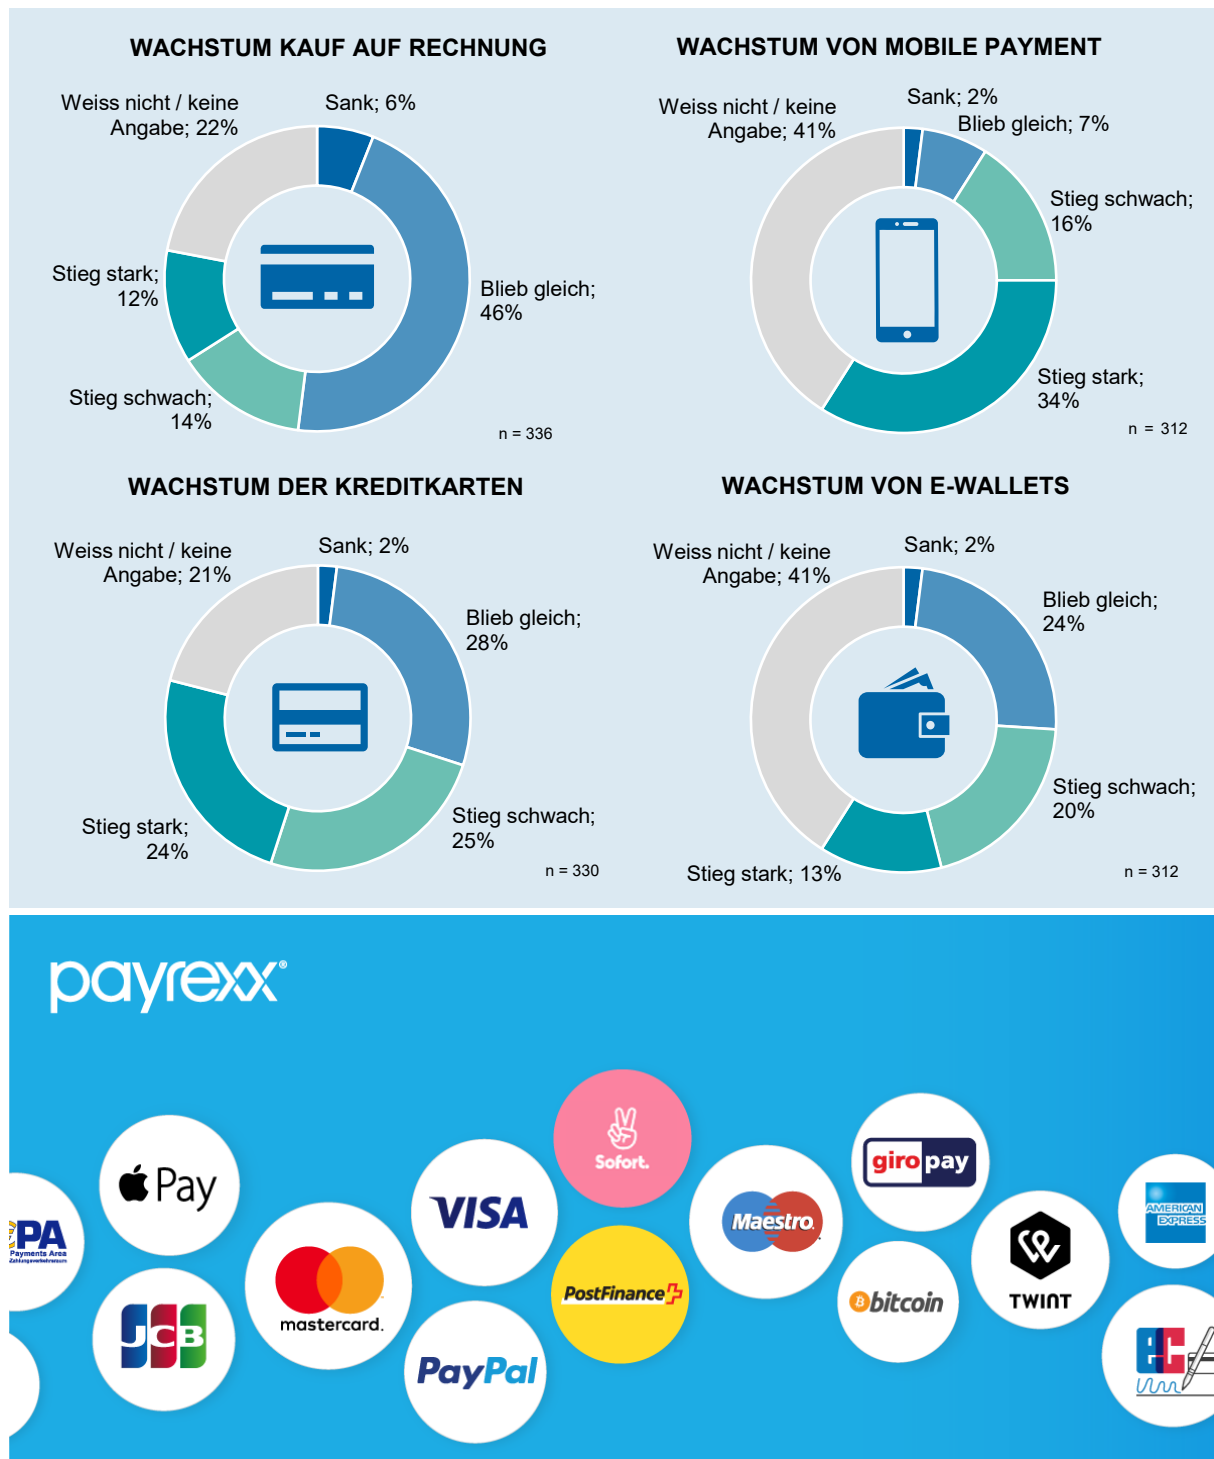 WACHSTUM KAUF AUF RECHNUNG
Weiss nicht / keine
Angabe; 22%
Sank; 6%
Stieg stark;
12%
Blieb gleich;
46%
Stieg schwach;
14%
n = 336
WACHSTUM VON MOBILE PAYMENT
Weiss nicht / keine
Angabe; 41%
Sank; 2%
Blieb gleich; 7%
Stieg schwach;
16%
Stieg stark;
34%
n = 312
WACHSTUM DER KREDITKARTEN
Weiss nicht / keine
Angabe; 21%
Sank; 2%
Blieb gleich;
28%
Stieg stark;
24%
Stieg schwach;
25%
n = 330
WACHSTUM VON E-WALLETS
Weiss nicht / keine
Angabe; 41%
Sank; 2%
Blieb gleich;
24%
Stieg schwach;
20%
Stieg stark; 13%
n = 312
payrexx®
PA
Payments Area
Pay
JCB
mastercard.
VISA
PayPal
Sofort.
PostFinance
Maestro
giropay
bitcoin
TWINT
AMERICAN
EXPRESS
ec